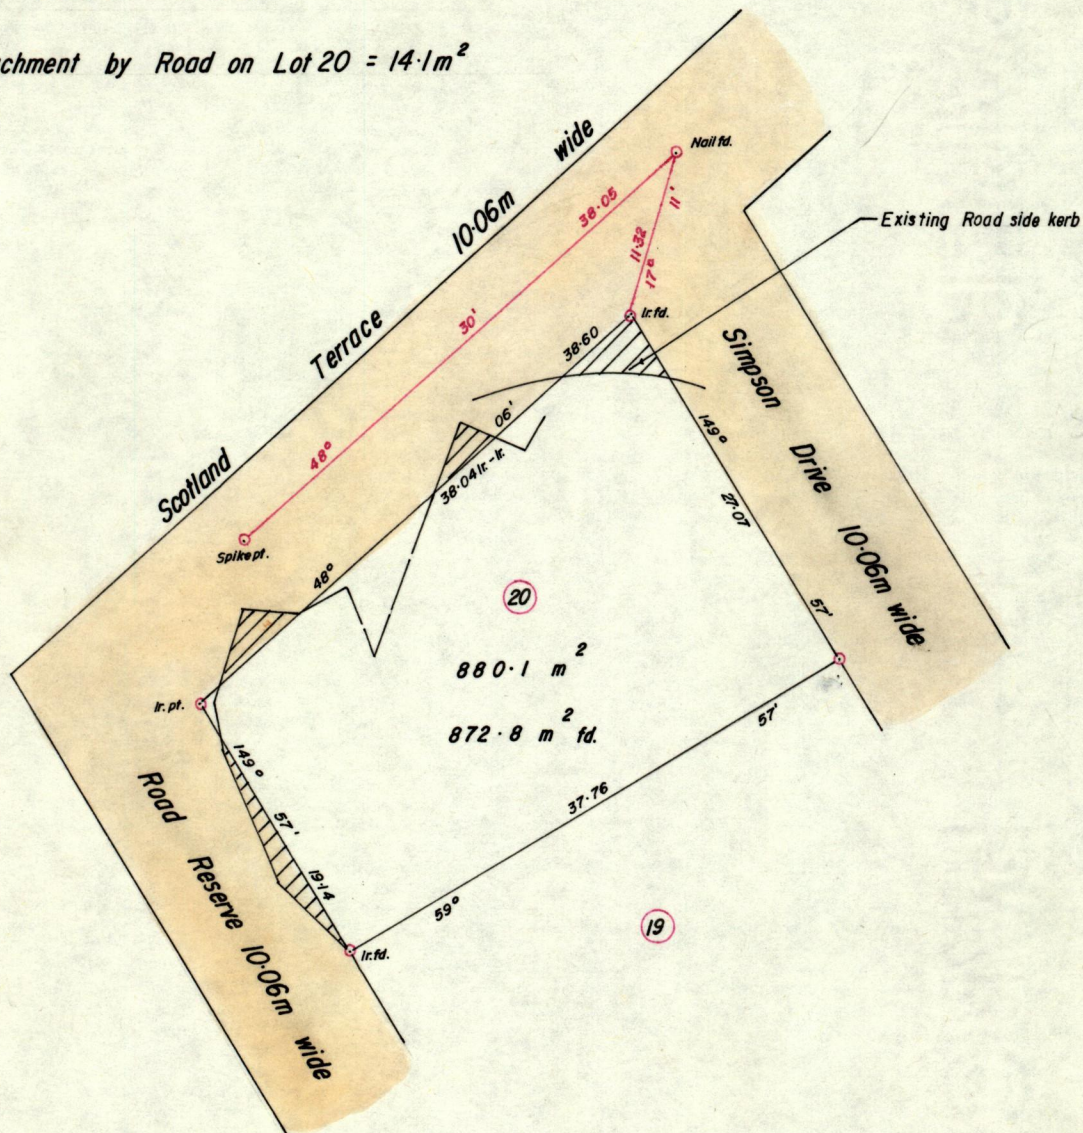 chment by Road on Lot 20 = 14·1m²
Scotland Terrace 10·06m wide
Nail fd.
38·05
30'
48°
Spike pt.
11'
11·32
17°
Existing Road side kerb
Ir. fd.
38·60
06'
38·04 Ir.-Ir.
48°
Simpson Drive 10·06m wide
149°
27·07
57'
20
880·1 m²
872·8 m² fd.
Ir. pt.
149°
57'
19·14
Road Reserve 10·06m wide
57'
37·76
59°
Ir. fd.
19